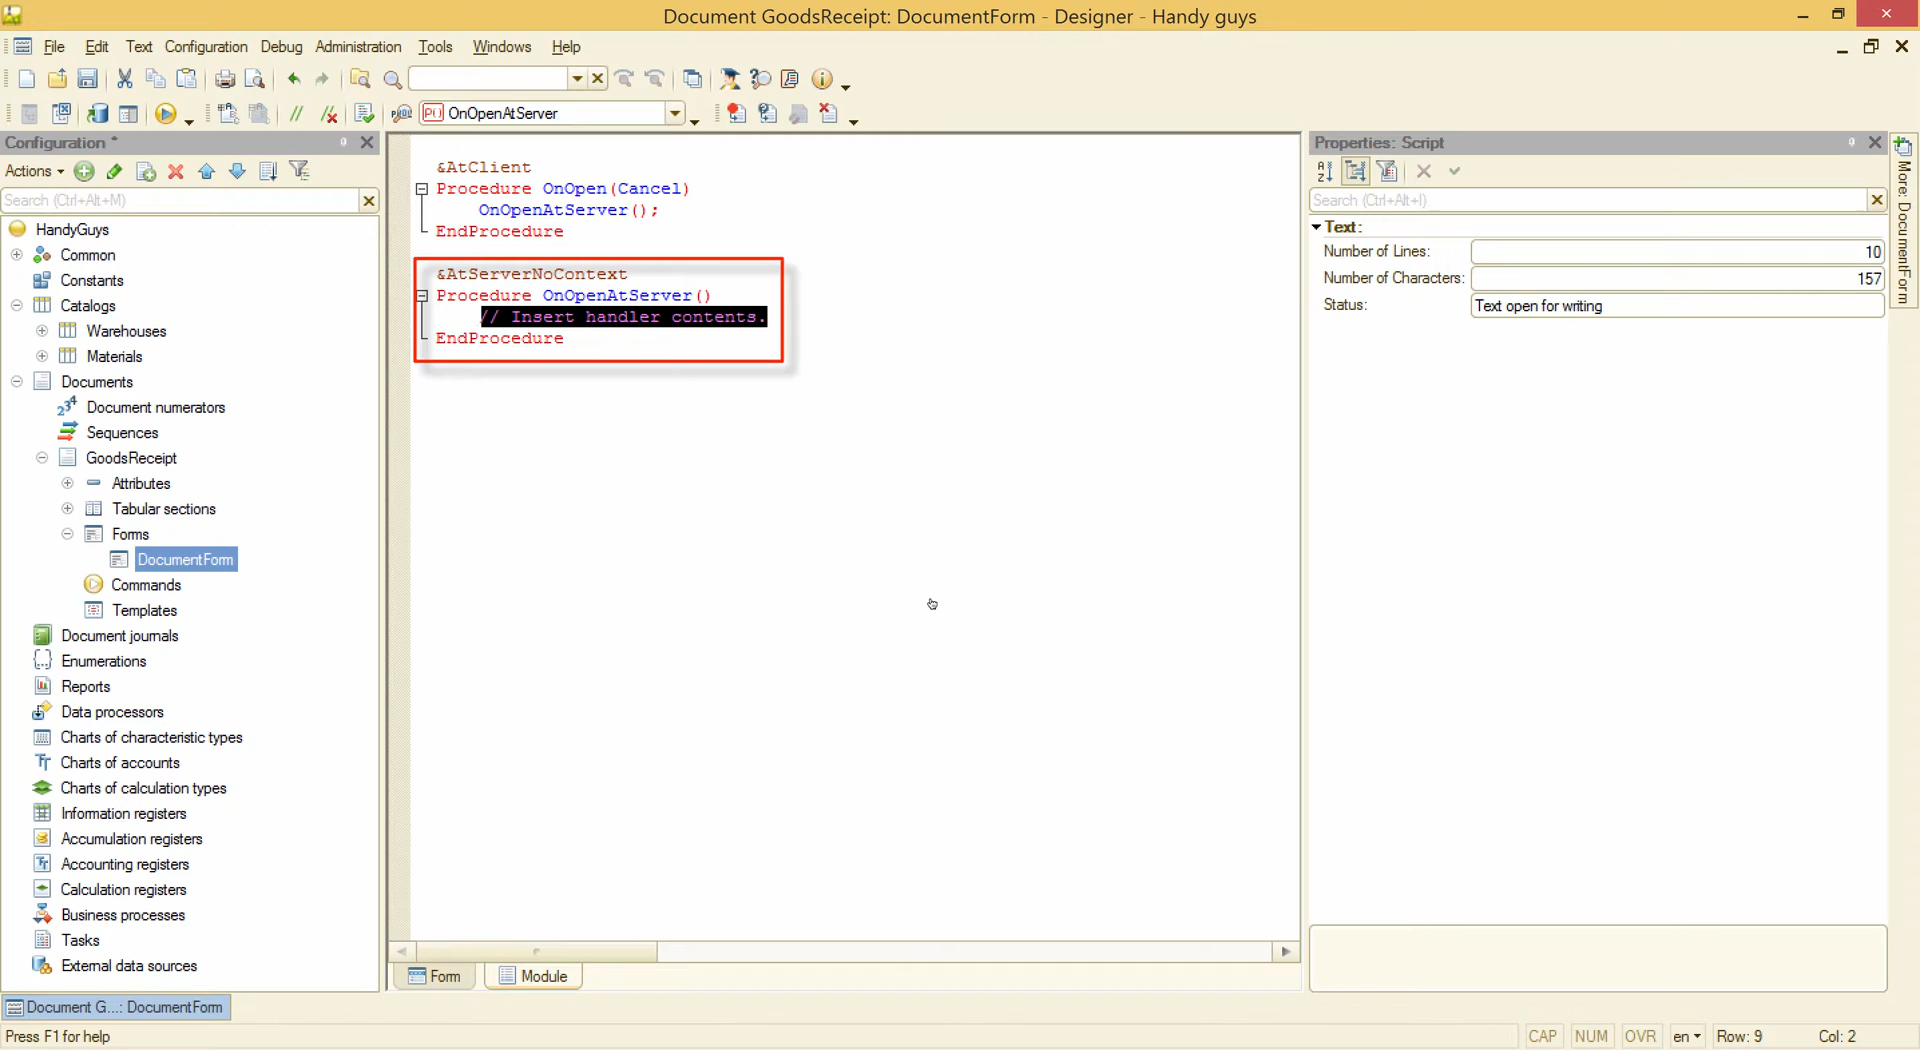 Document GoodsReceipt: DocumentForm - Designer - Handy guys
File Edit Text Configuration Debug Administration Tools Windows Help
OnOpenAtServer
Configuration *
Actions
Search (Ctrl+Alt+M)
HandyGuys
Common
Constants
Catalogs
Warehouses
Materials
Documents
Document numerators
Sequences
GoodsReceipt
Attributes
Tabular sections
Forms
DocumentForm
Commands
Templates
Document journals
Enumerations
Reports
Data processors
Charts of characteristic types
Charts of accounts
Charts of calculation types
Information registers
Accumulation registers
Accounting registers
Calculation registers
Business processes
Tasks
External data sources
&AtClient
Procedure OnOpen(Cancel)
OnOpenAtServer();
EndProcedure
&AtServerNoContext
Procedure OnOpenAtServer()
// Insert handler contents.
EndProcedure
Form Module
Properties: Script
Search (Ctrl+Alt+I)
Text:
Number of Lines: 10
Number of Characters: 157
Status: Text open for writing
More: DocumentForm
Document G...: DocumentForm
Press F1 for help
CAP NUM OVR en Row: 9 Col: 2